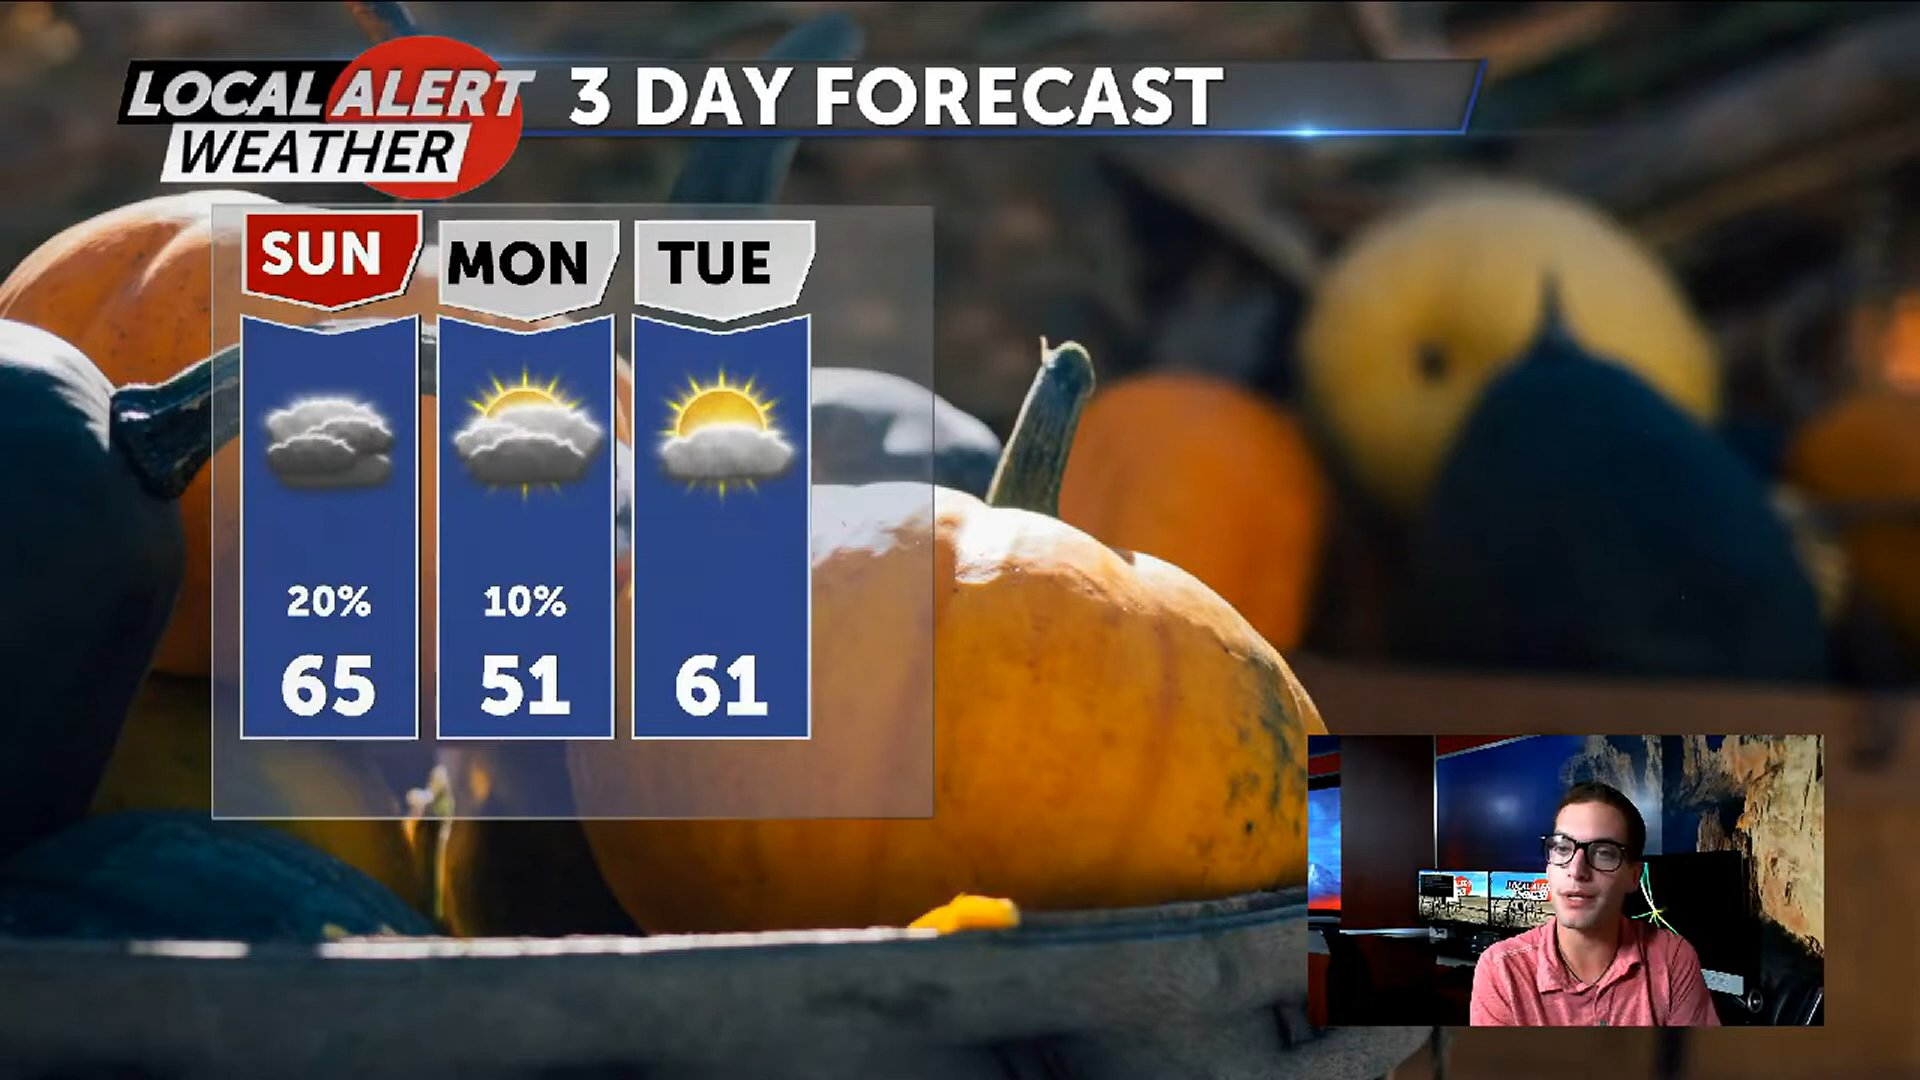 LOCAL ALERT
WEATHER
3 DAY FORECAST
SUN
MON
TUE
20%
10%
65
51
61